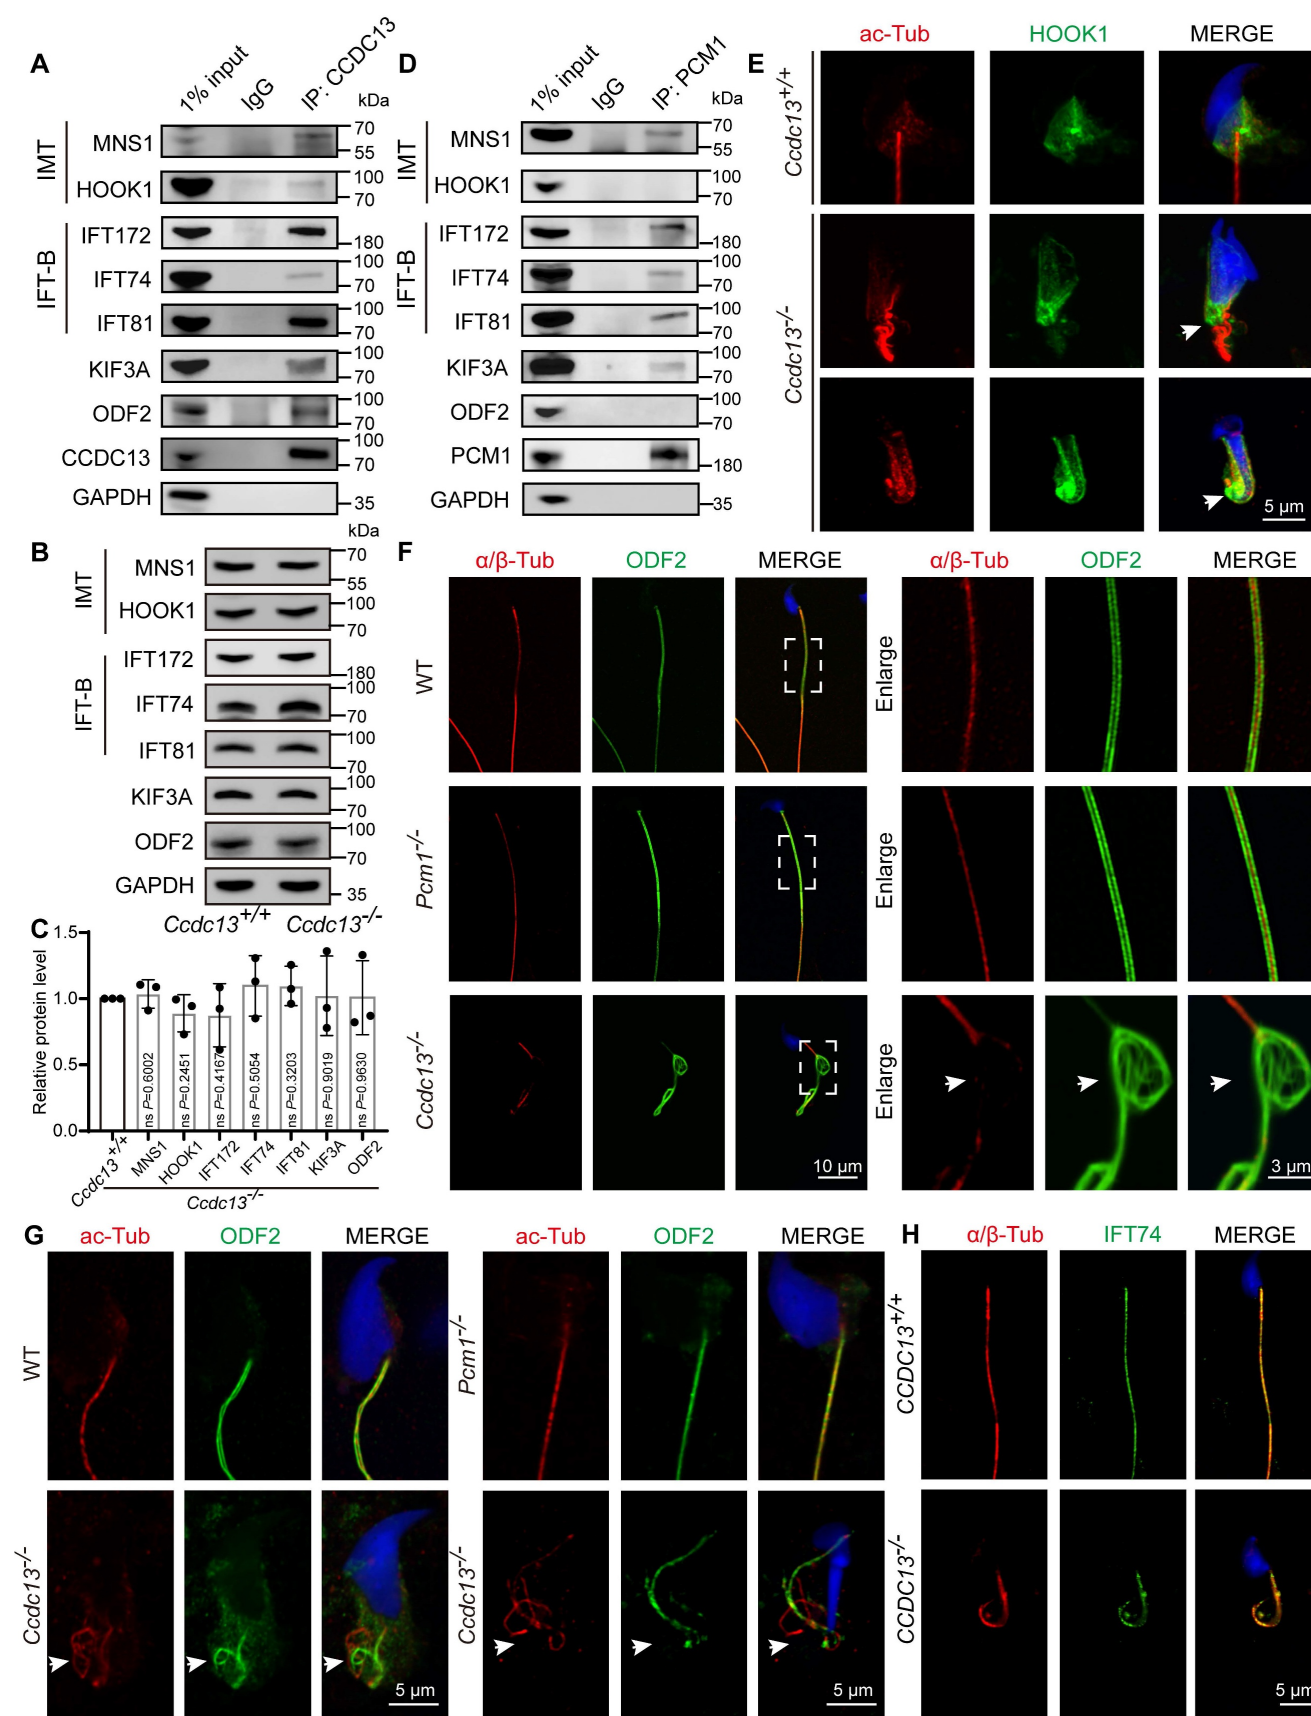 A
1% input
IgG
IP: CCDC13
kDa
IMT
MNS1
70
55
HOOK1
100
70
IFT-B
IFT172
180
IFT74
100
70
IFT81
100
70
KIF3A
100
70
ODF2
100
70
CCDC13
100
70
GAPDH
35
D
1% input
IgG
IP: PCM1
kDa
IMT
MNS1
70
55
HOOK1
100
70
IFT-B
IFT172
180
IFT74
100
70
IFT81
100
70
KIF3A
100
70
ODF2
100
70
PCM1
180
GAPDH
35
E
ac-Tub
HOOK1
MERGE
Ccdc13+/+
Ccdc13-/-
5 µm
B
kDa
IMT
MNS1
70
55
HOOK1
100
70
IFT-B
IFT172
180
IFT74
100
70
IFT81
100
70
KIF3A
100
70
ODF2
100
70
GAPDH
35
Ccdc13+/+
Ccdc13-/-
C
Relative protein level
1.5
1.0
0.5
0.0
ns P=0.6002
ns P=0.2451
ns P=0.4167
ns P=0.5054
ns P=0.3203
ns P=0.9019
ns P=0.9630
Ccdc13+/+
MNS1
HOOK1
IFT172
IFT74
IFT81
KIF3A
ODF2
Ccdc13-/-
F
α/β-Tub
ODF2
MERGE
α/β-Tub
ODF2
MERGE
WT
Enlarge
Pcm1-/-
Enlarge
Ccdc13-/-
Enlarge
10 µm
3 µm
G
ac-Tub
ODF2
MERGE
ac-Tub
ODF2
MERGE
WT
Pcm1-/-
Ccdc13-/-
Ccdc13-/-
5 µm
5 µm
H
α/β-Tub
IFT74
MERGE
CCDC13+/+
CCDC13-/-
5 µm